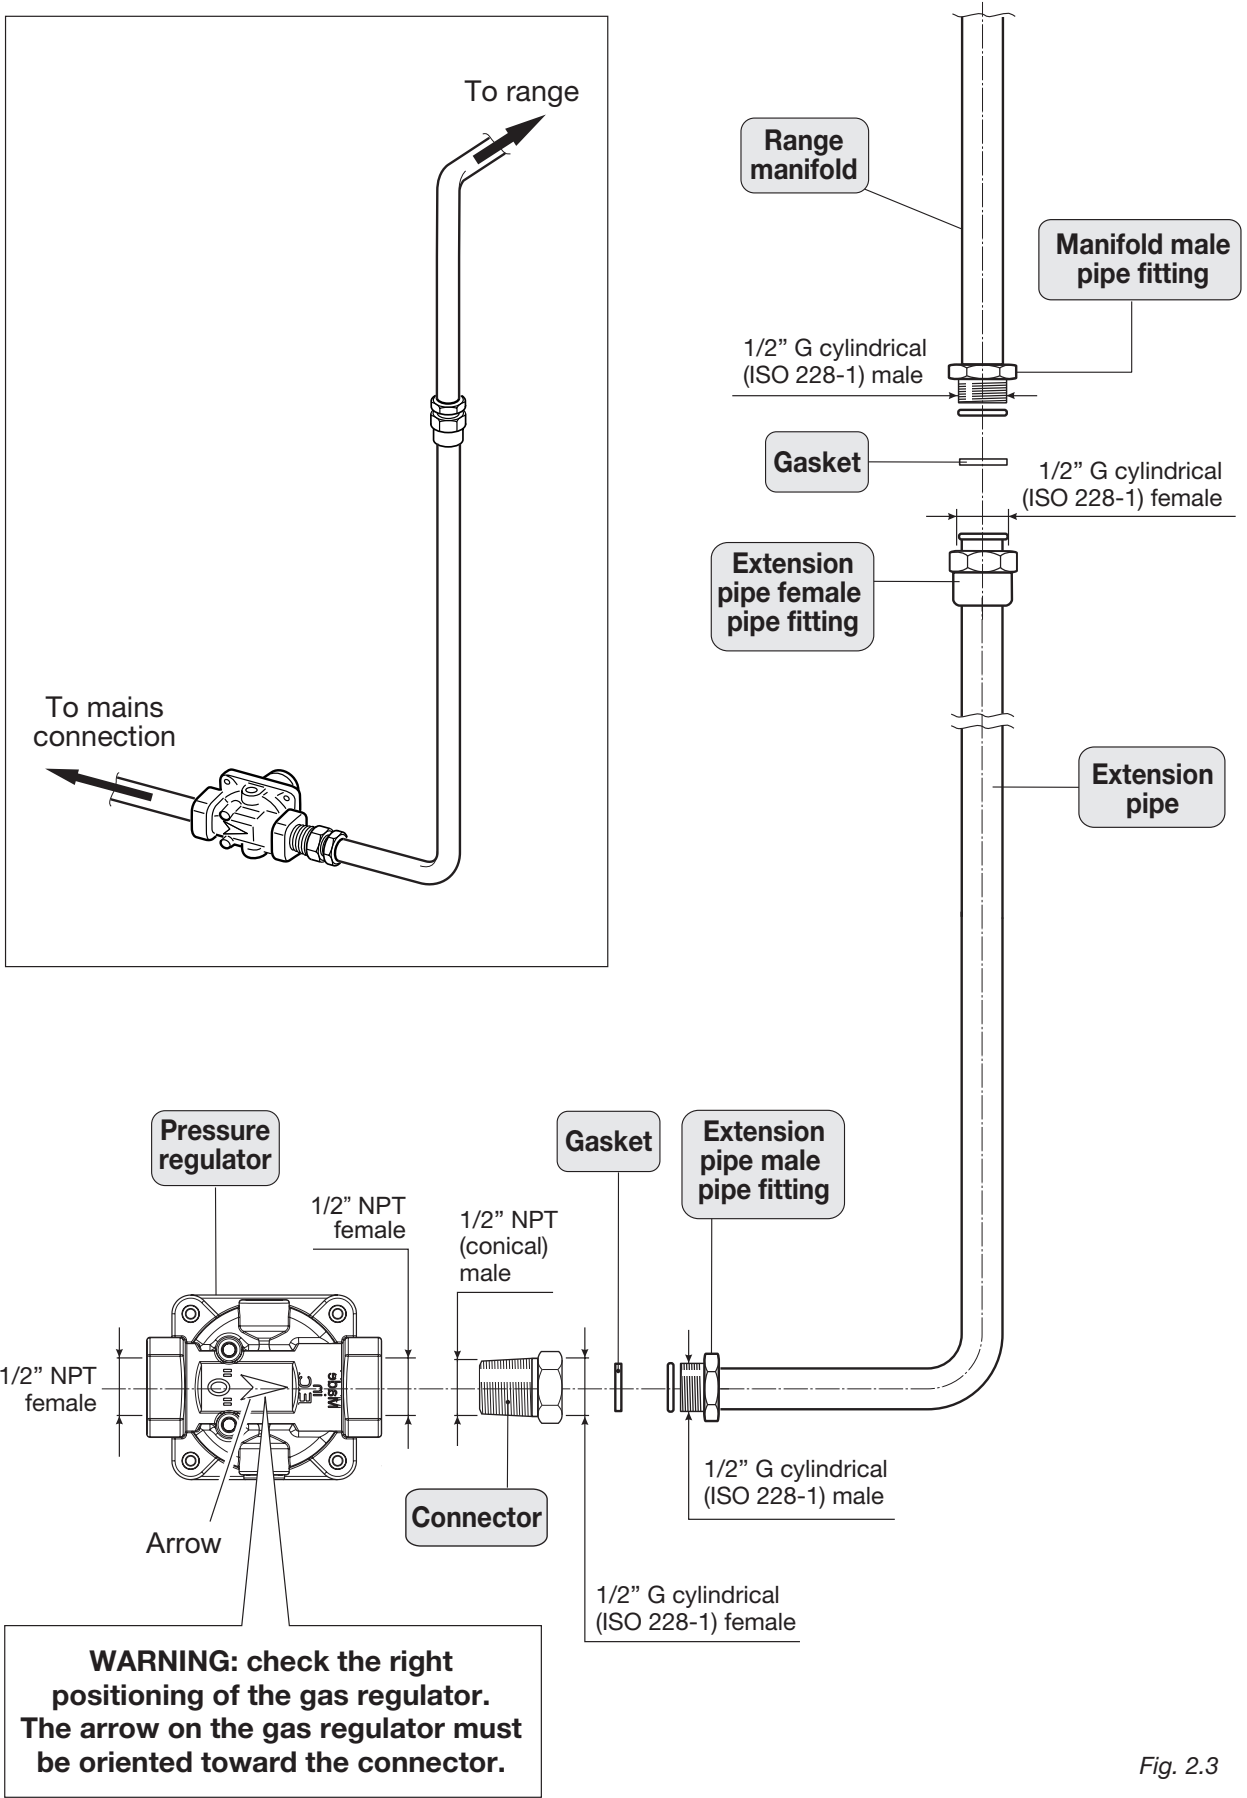 To range
Range
manifold
Manifold male
pipe fitting
1/2” G cylindrical
(ISO 228-1) male
Gasket
1/2” G cylindrical
(ISO 228-1) female
Extension
pipe female
pipe fitting
To mains
connection
Extension
pipe
Pressure
regulator
Gasket
Extension
pipe male
pipe fitting
1/2” NPT
female
1/2” NPT
(conical)
male
1/2” NPT
female
EC
in
Made
1/2” G cylindrical
(ISO 228-1) male
Connector
Arrow
1/2” G cylindrical
(ISO 228-1) female
WARNING: check the right
positioning of the gas regulator.
The arrow on the gas regulator must
be oriented toward the connector.
Fig. 2.3